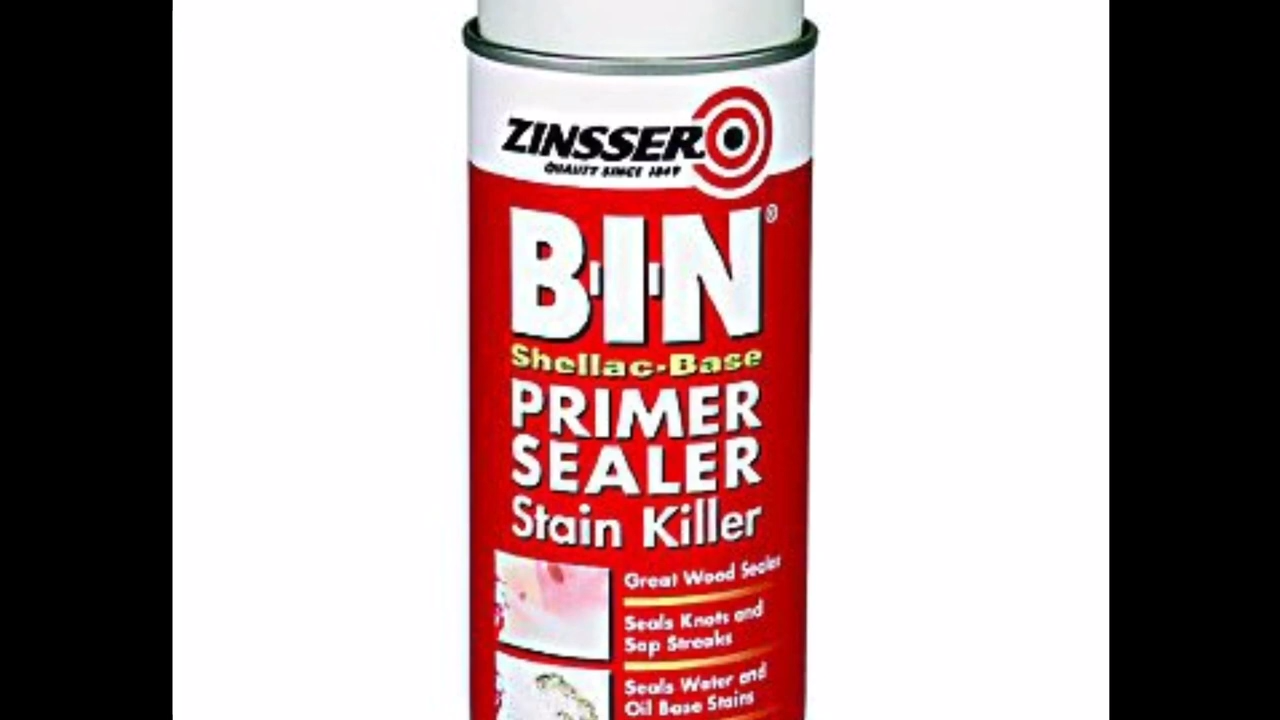 ZINSSER
QUALITY SINCE 1849
B-I-N®
Shellac-Base
PRIMER
SEALER
Stain Killer
Great Wood Sealer
Seals Knots and
Sap Streaks
Seals Water and
Oil Base Stains